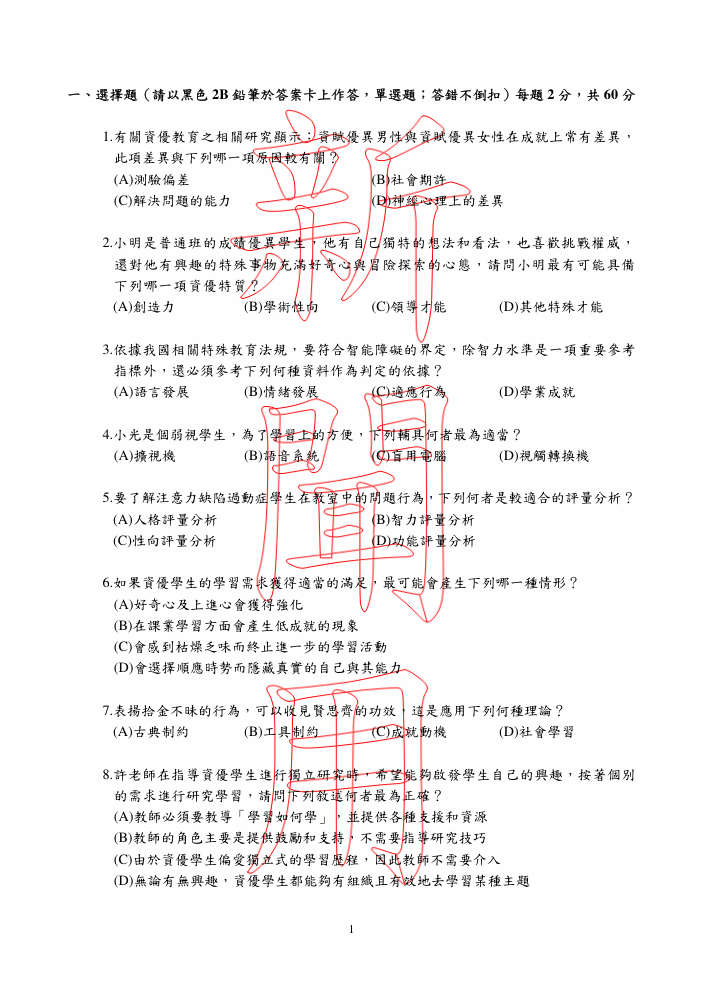 一、選擇題（請以黑色 2B 鉛筆於答案卡上作答，單選題；答錯不倒扣）每題 2 分，共 60 分
1.有關資優教育之相關研究顯示：資賦優異男性與資賦優異女性在成就上常有差異，
此項差異與下列哪一項原因較有關？
(A)測驗偏差 (B)社會期許
(C)解決問題的能力 (D)神經心理上的差異
2.小明是普通班的成績優異學生，他有自己獨特的想法和看法，也喜歡挑戰權威，
還對他有興趣的特殊事物充滿好奇心與冒險探索的心態，請問小明最有可能具備
下列哪一項資優特質？
(A)創造力 (B)學術性向 (C)領導才能 (D)其他特殊才能
3.依據我國相關特殊教育法規，要符合智能障礙的界定，除智力水準是一項重要參考
指標外，還必須參考下列何種資料作為判定的依據？
(A)語言發展 (B)情緒發展 (C)適應行為 (D)學業成就
4.小光是個弱視學生，為了學習上的方便，下列輔具何者最為適當？
(A)擴視機 (B)語音系統 (C)盲用電腦 (D)視觸轉換機
5.要了解注意力缺陷過動症學生在教室中的問題行為，下列何者是較適合的評量分析？
(A)人格評量分析 (B)智力評量分析
(C)性向評量分析 (D)功能評量分析
6.如果資優學生的學習需求獲得適當的滿足，最可能會產生下列哪一種情形？
(A)好奇心及上進心會獲得強化
(B)在課業學習方面會產生低成就的現象
(C)會感到枯燥乏味而終止進一步的學習活動
(D)會選擇順應時勢而隱藏真實的自己與其能力
7.表揚拾金不昧的行為，可以收見賢思齊的功效，這是應用下列何種理論？
(A)古典制約 (B)工具制約 (C)成就動機 (D)社會學習
8.許老師在指導資優學生進行獨立研究時，希望能夠啟發學生自己的興趣，按著個別
的需求進行研究學習，請問下列敘述何者最為正確？
(A)教師必須要教導「學習如何學」，並提供各種支援和資源
(B)教師的角色主要是提供鼓勵和支持，不需要指導研究技巧
(C)由於資優學生偏愛獨立式的學習歷程，因此教師不需要介入
(D)無論有無興趣，資優學生都能夠有組織且有效地去學習某種主題
1
新聞用